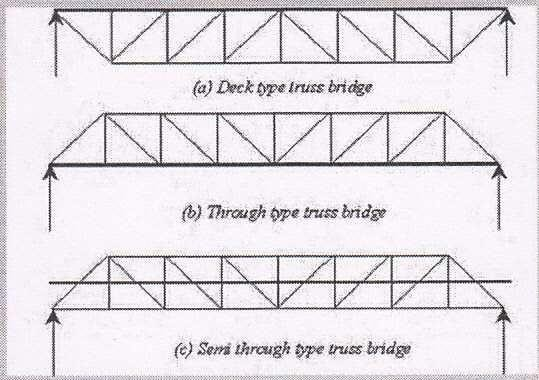 (a) Deck type truss bridge
(b) Through type truss bridge
(c) Semi through type truss bridge